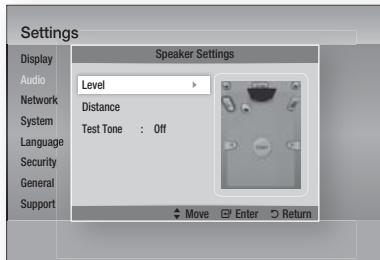 Settings
Display
Audio
Network
System
Language
Security
General
Support
Speaker Settings
Level
Distance
Test Tone : Off
Move Enter Return